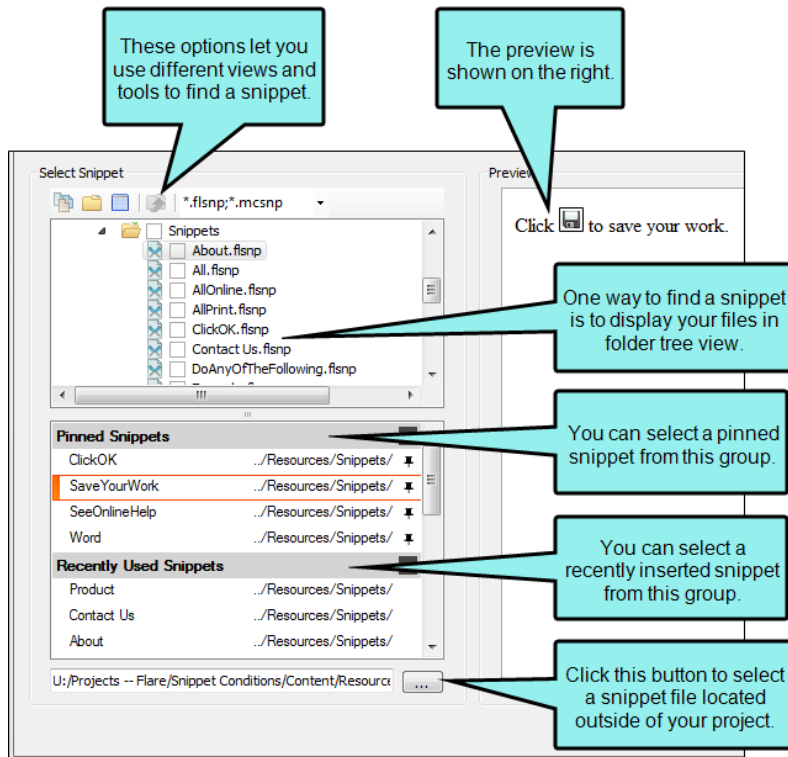 These options let you
use different views and
tools to find a snippet.
The preview is
shown on the right.
Select Snippet
Preview
*.flsnp;*.mcsnp
Snippets
About.flsnp
All.flsnp
AllOnline.flsnp
AllPrint.flsnp
ClickOK.flsnp
Contact Us.flsnp
DoAnyOfTheFollowing.flsnp
Click to save your work.
One way to find a snippet
is to display your files in
folder tree view.
Pinned Snippets
ClickOK ../Resources/Snippets/
SaveYourWork ../Resources/Snippets/
SeeOnlineHelp ../Resources/Snippets/
Word ../Resources/Snippets/
You can select a pinned
snippet from this group.
Recently Used Snippets
Product ../Resources/Snippets/
Contact Us ../Resources/Snippets/
About ../Resources/Snippets/
You can select a
recently inserted snippet
from this group.
U:/Projects -- Flare/Snippet Conditions/Content/Resource
...
Click this button to select
a snippet file located
outside of your project.